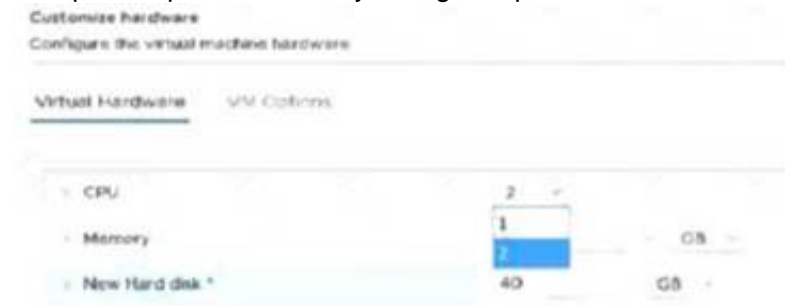 Customize hardware
Configure the virtual machine hardware
Virtual Hardware VM Options
CPU 2
1
2
Memory GB
New Hard disk * 40 GB